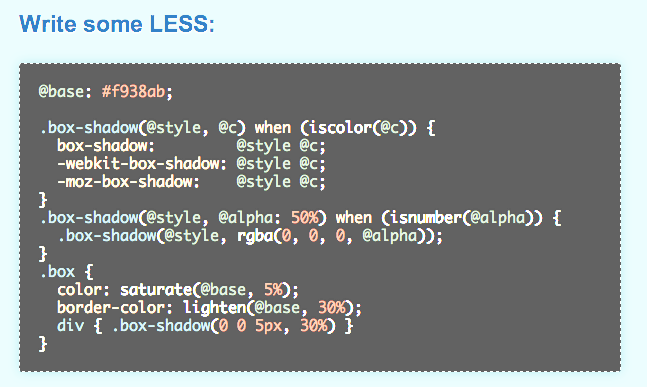 Write some LESS:
@base: #f938ab;
.box-shadow(@style, @c) when (iscolor(@c)) {
  box-shadow:         @style @c;
  -webkit-box-shadow: @style @c;
  -moz-box-shadow:    @style @c;
}
.box-shadow(@style, @alpha: 50%) when (isnumber(@alpha)) {
  .box-shadow(@style, rgba(0, 0, 0, @alpha));
}
.box {
  color: saturate(@base, 5%);
  border-color: lighten(@base, 30%);
  div { .box-shadow(0 0 5px, 30%) }
}